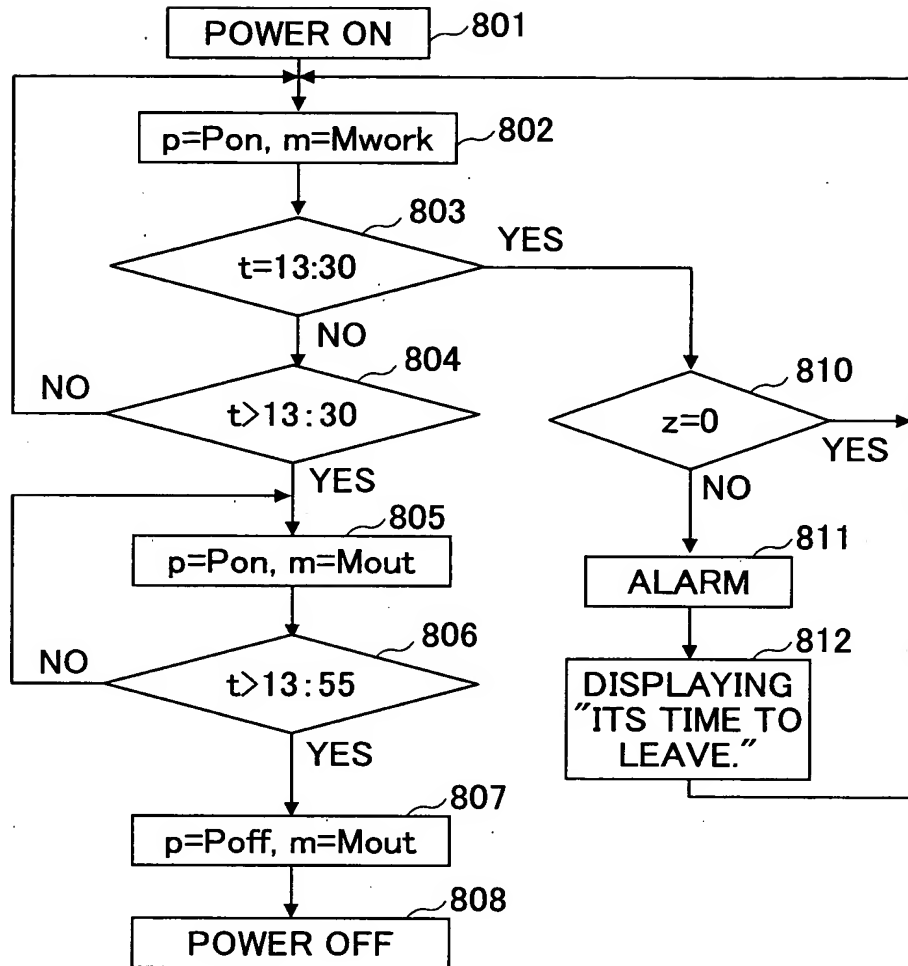 POWER ON
801
p=Pon, m=Mwork
802
803
t=13:30
YES
NO
804
t>13:30
NO
YES
810
z=0
YES
NO
805
p=Pon, m=Mout
811
ALARM
806
t>13:55
NO
YES
812
DISPLAYING
"ITS TIME TO
LEAVE."
807
p=Poff, m=Mout
808
POWER OFF